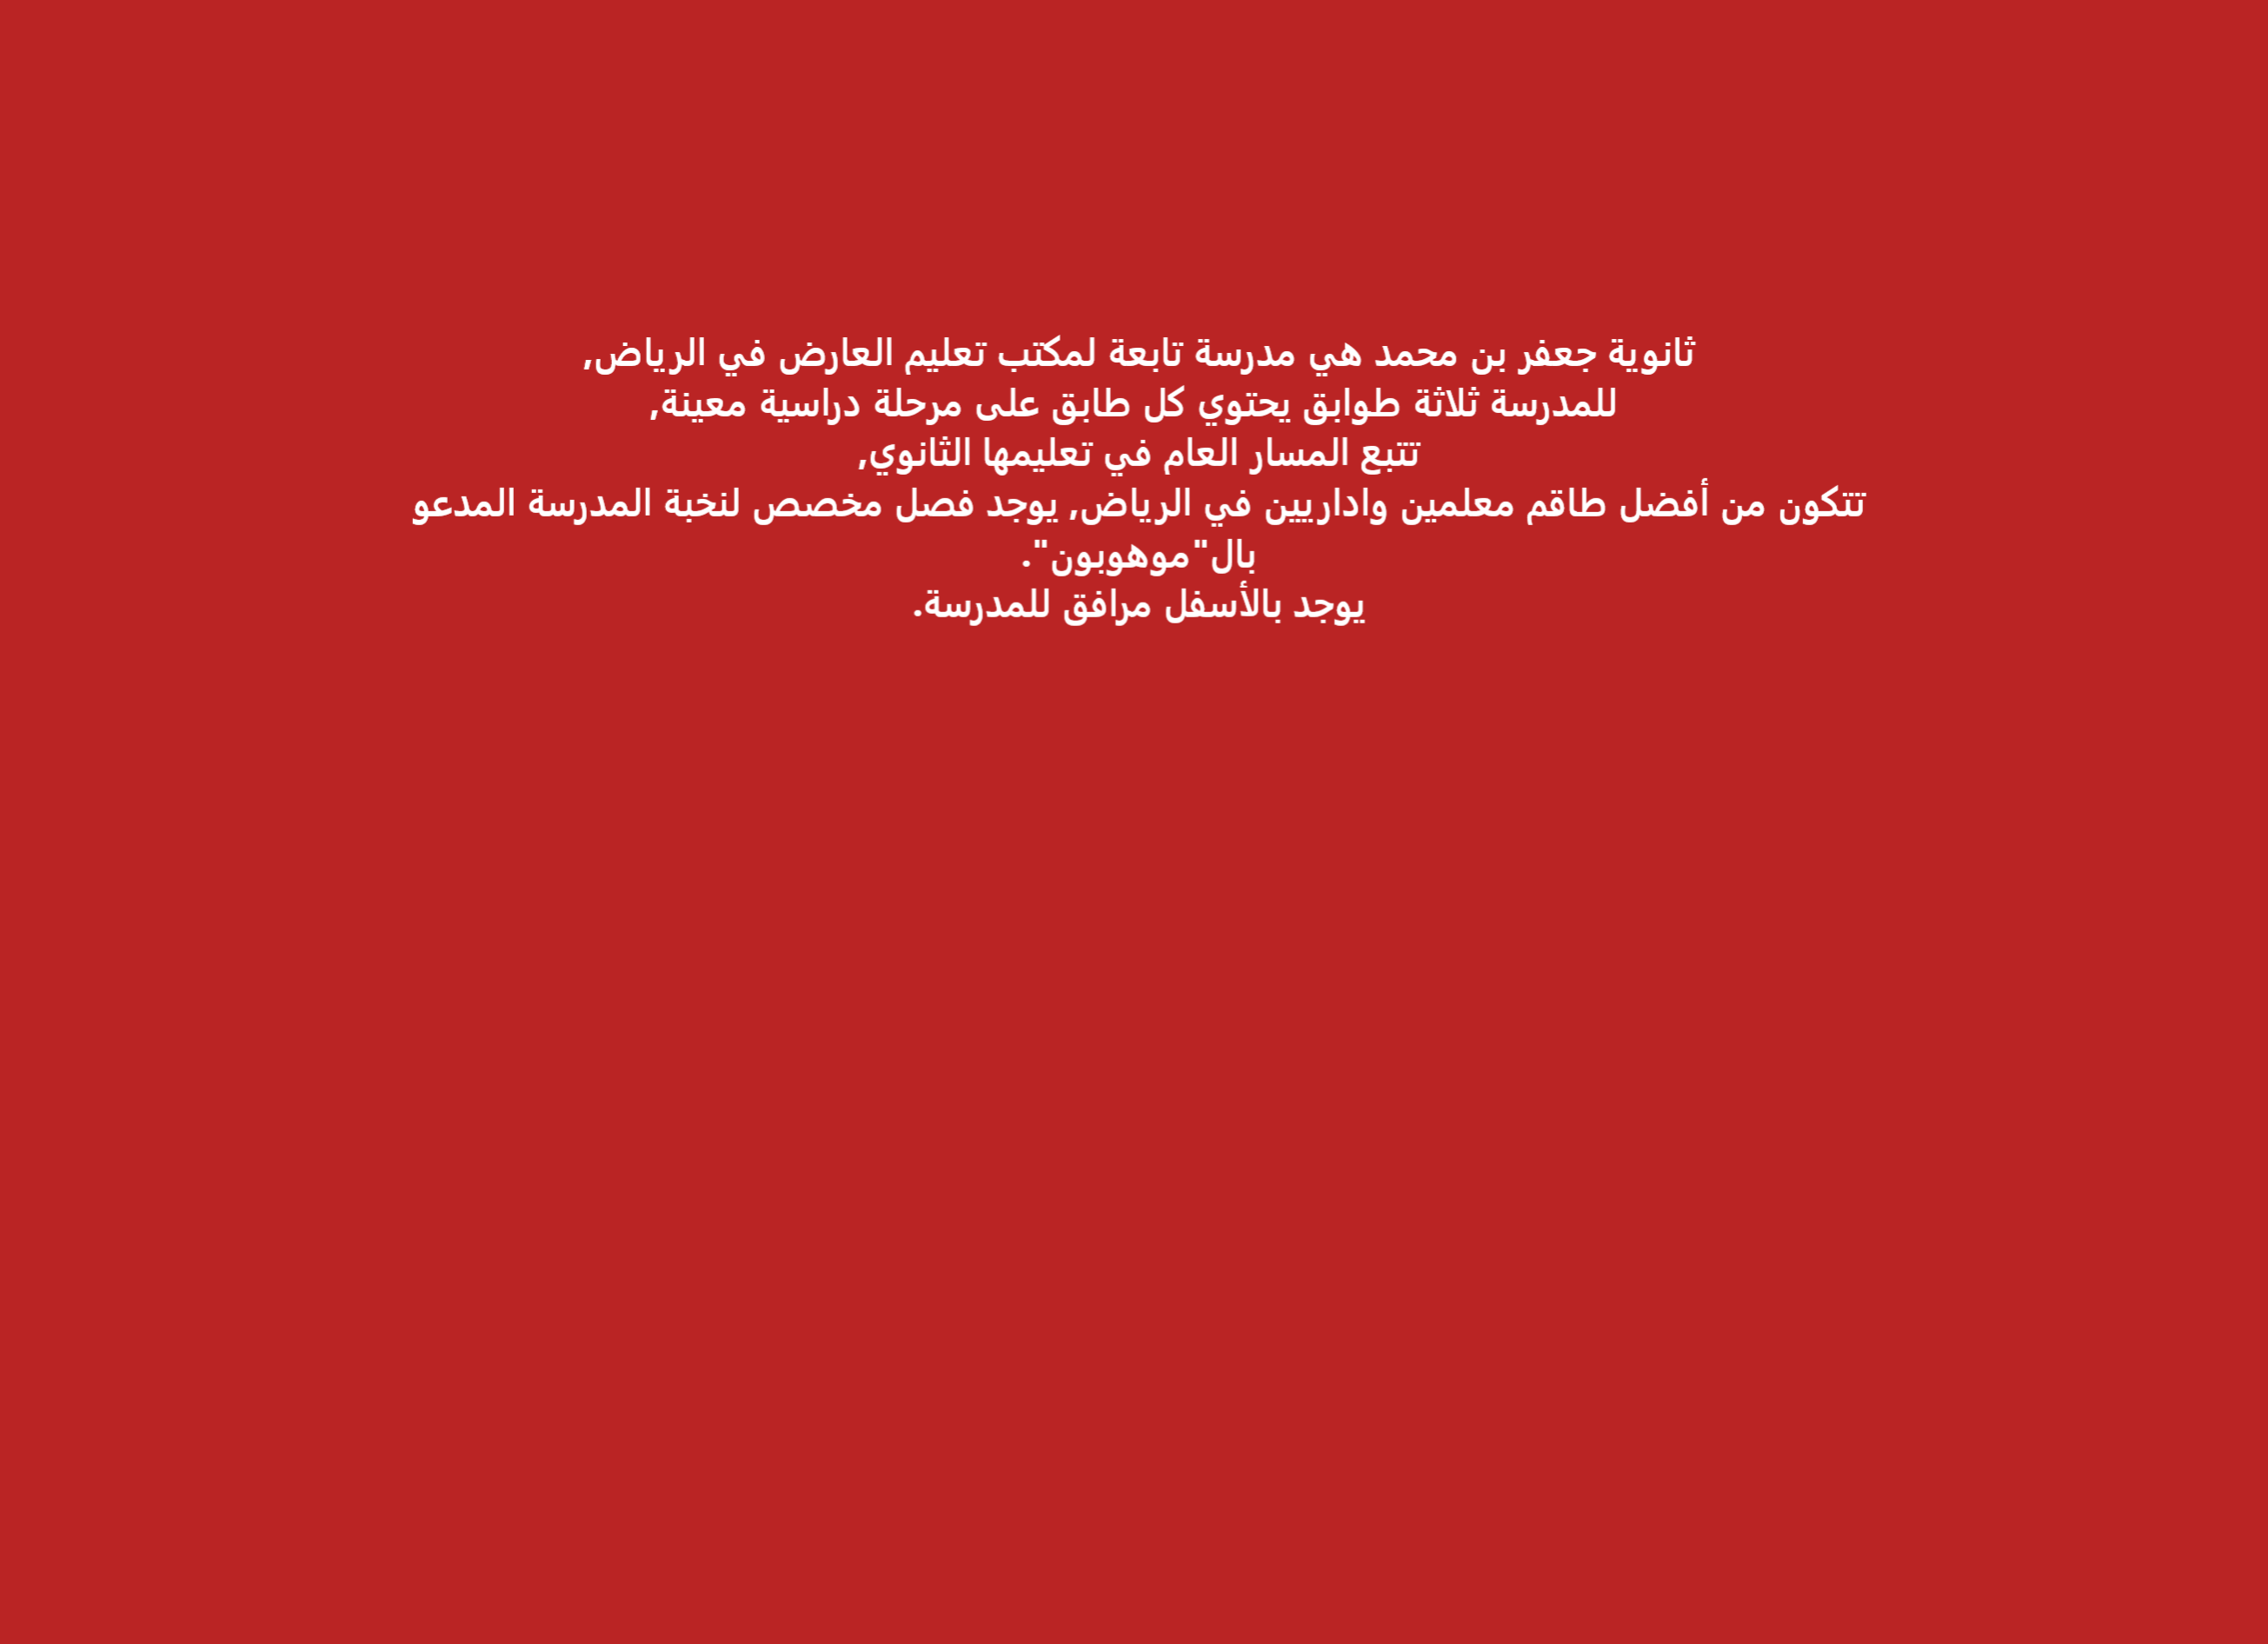 ثانوية جعفر بن محمد هي مدرسة تابعة لمكتب تعليم العارض في الرياض,
للمدرسة ثلاثة طوابق يحتوي كل طابق على مرحلة دراسية معينة,
تتبع المسار العام في تعليمها الثانوي,
تتكون من أفضل طاقم معلمين واداريين في الرياض, يوجد فصل مخصص لنخبة المدرسة المدعو
بال"موهوبون".
يوجد بالأسفل مرافق للمدرسة.